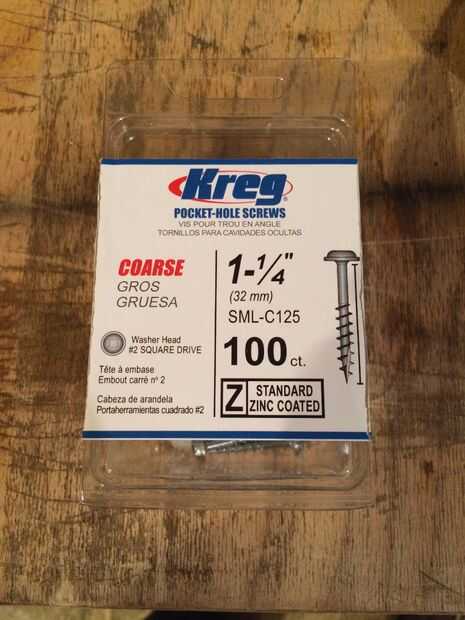 Kreg®
POCKET-HOLE SCREWS
VIS POUR TROU EN ANGLE
TORNILLOS PARA CAVIDADES OCULTAS
COARSE
GROS
GRUESA
Washer Head
#2 SQUARE DRIVE
Tête à embase
Embout carré nº 2
Cabeza de arandela
Portaherramientas cuadrado #2
1-1/4"
(32 mm)
SML-C125
100 ct.
Z STANDARD
ZINC COATED